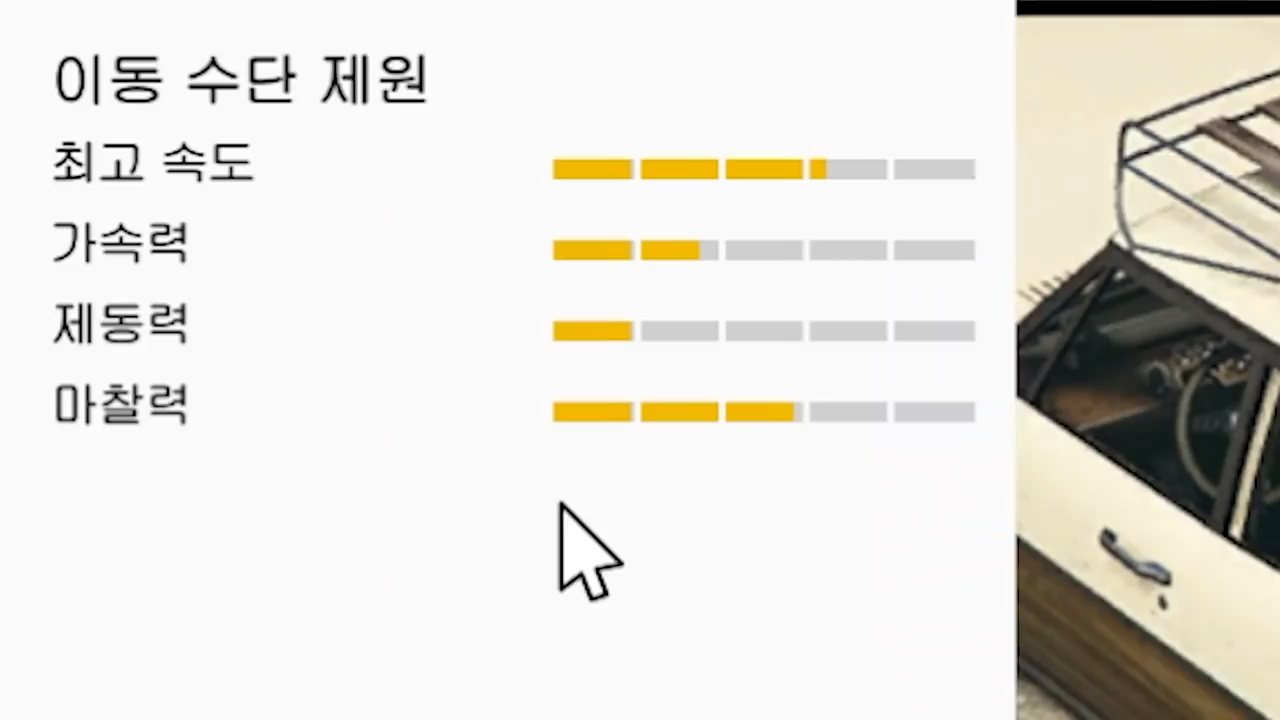 이동 수단 제원
최고 속도
가속력
제동력
마찰력